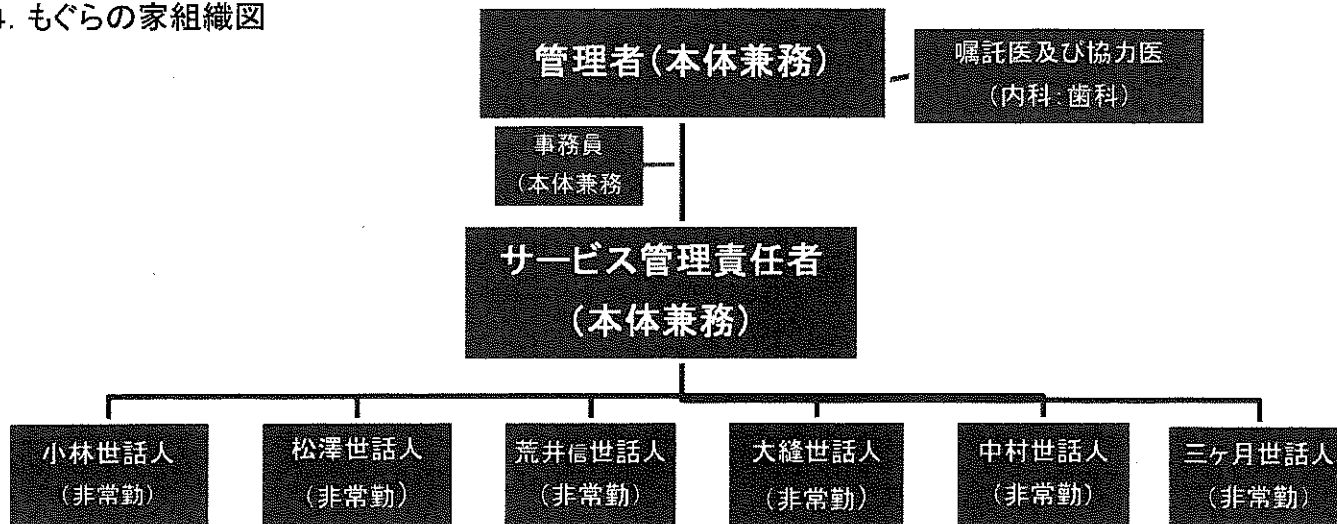 4. もぐらの家組織図
管理者(本体兼務)
嘱託医及び協力医
(内科:歯科)
事務員
(本体兼務
サービス管理責任者
(本体兼務)
小林世話人
(非常勤)
松澤世話人
(非常勤)
荒井信世話人
(非常勤)
大縫世話人
(非常勤)
中村世話人
(非常勤)
三ヶ月世話人
(非常勤)